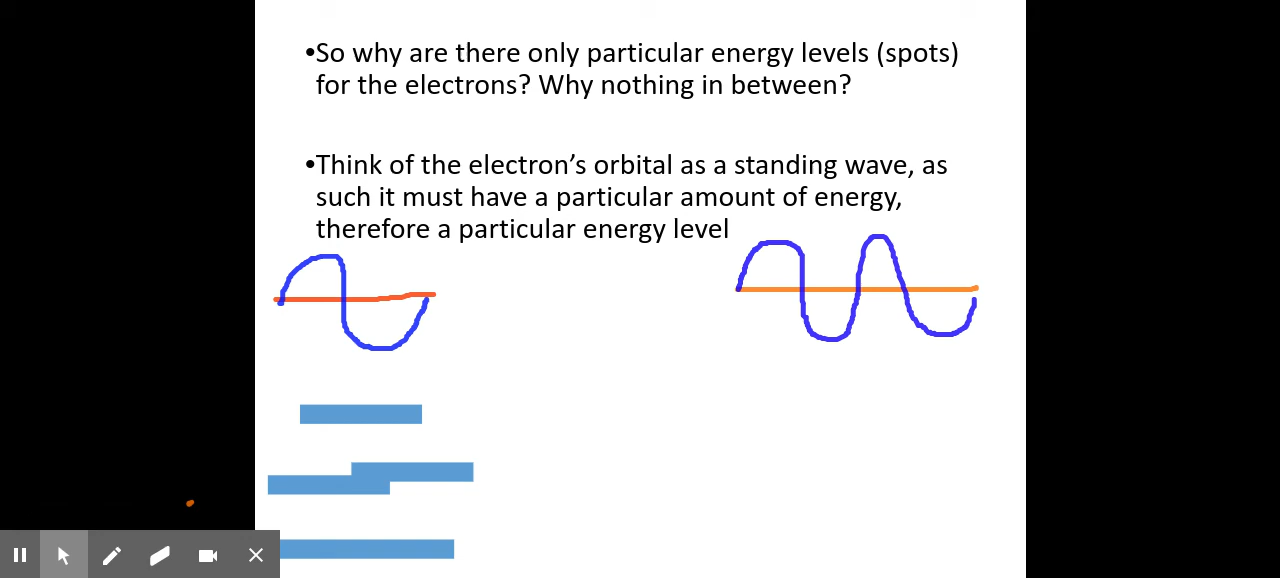 •So why are there only particular energy levels (spots)
for the electrons? Why nothing in between?
•Think of the electron’s orbital as a standing wave, as
such it must have a particular amount of energy,
therefore a particular energy level